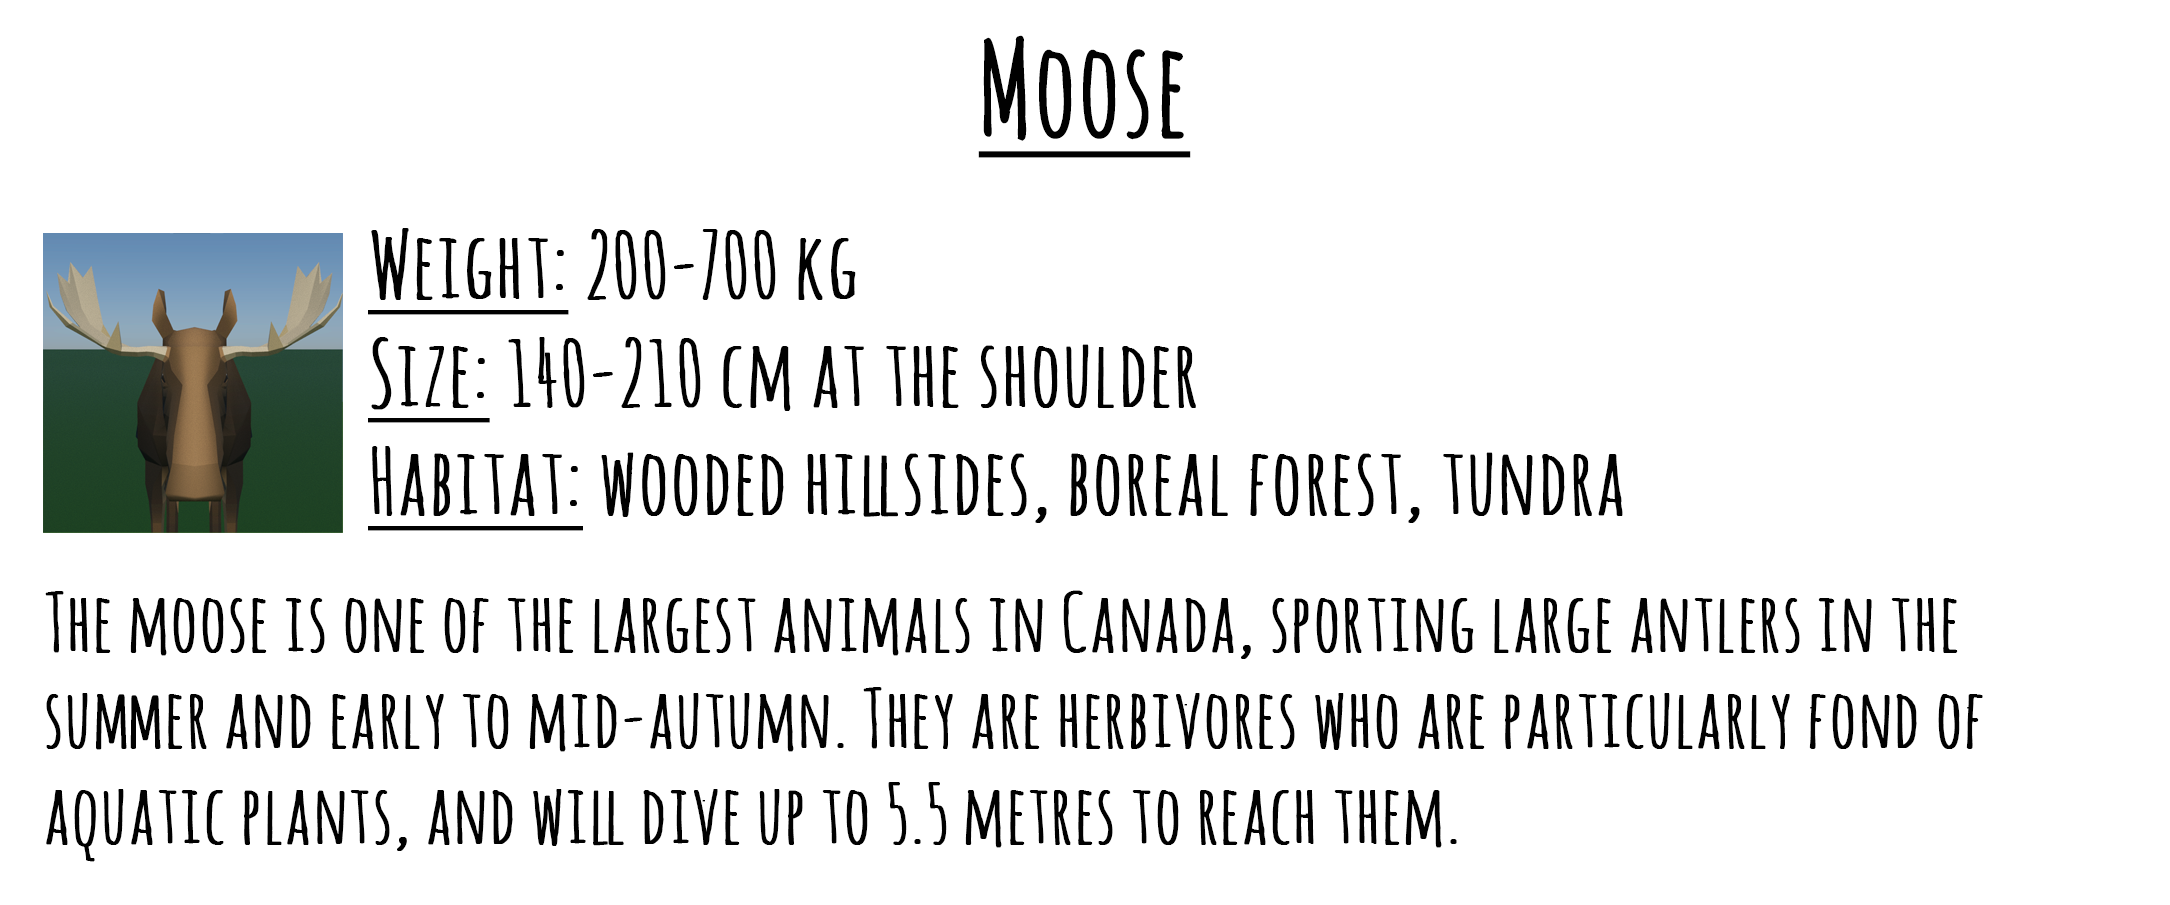 Moose
Weight: 200-700 kg
Size: 140-210 cm at the shoulder
Habitat: wooded hillsides, boreal forest, tundra
The moose is one of the largest animals in Canada, sporting large antlers in the
summer and early to mid-autumn. They are herbivores who are particularly fond of
aquatic plants, and will dive up to 5.5 metres to reach them.